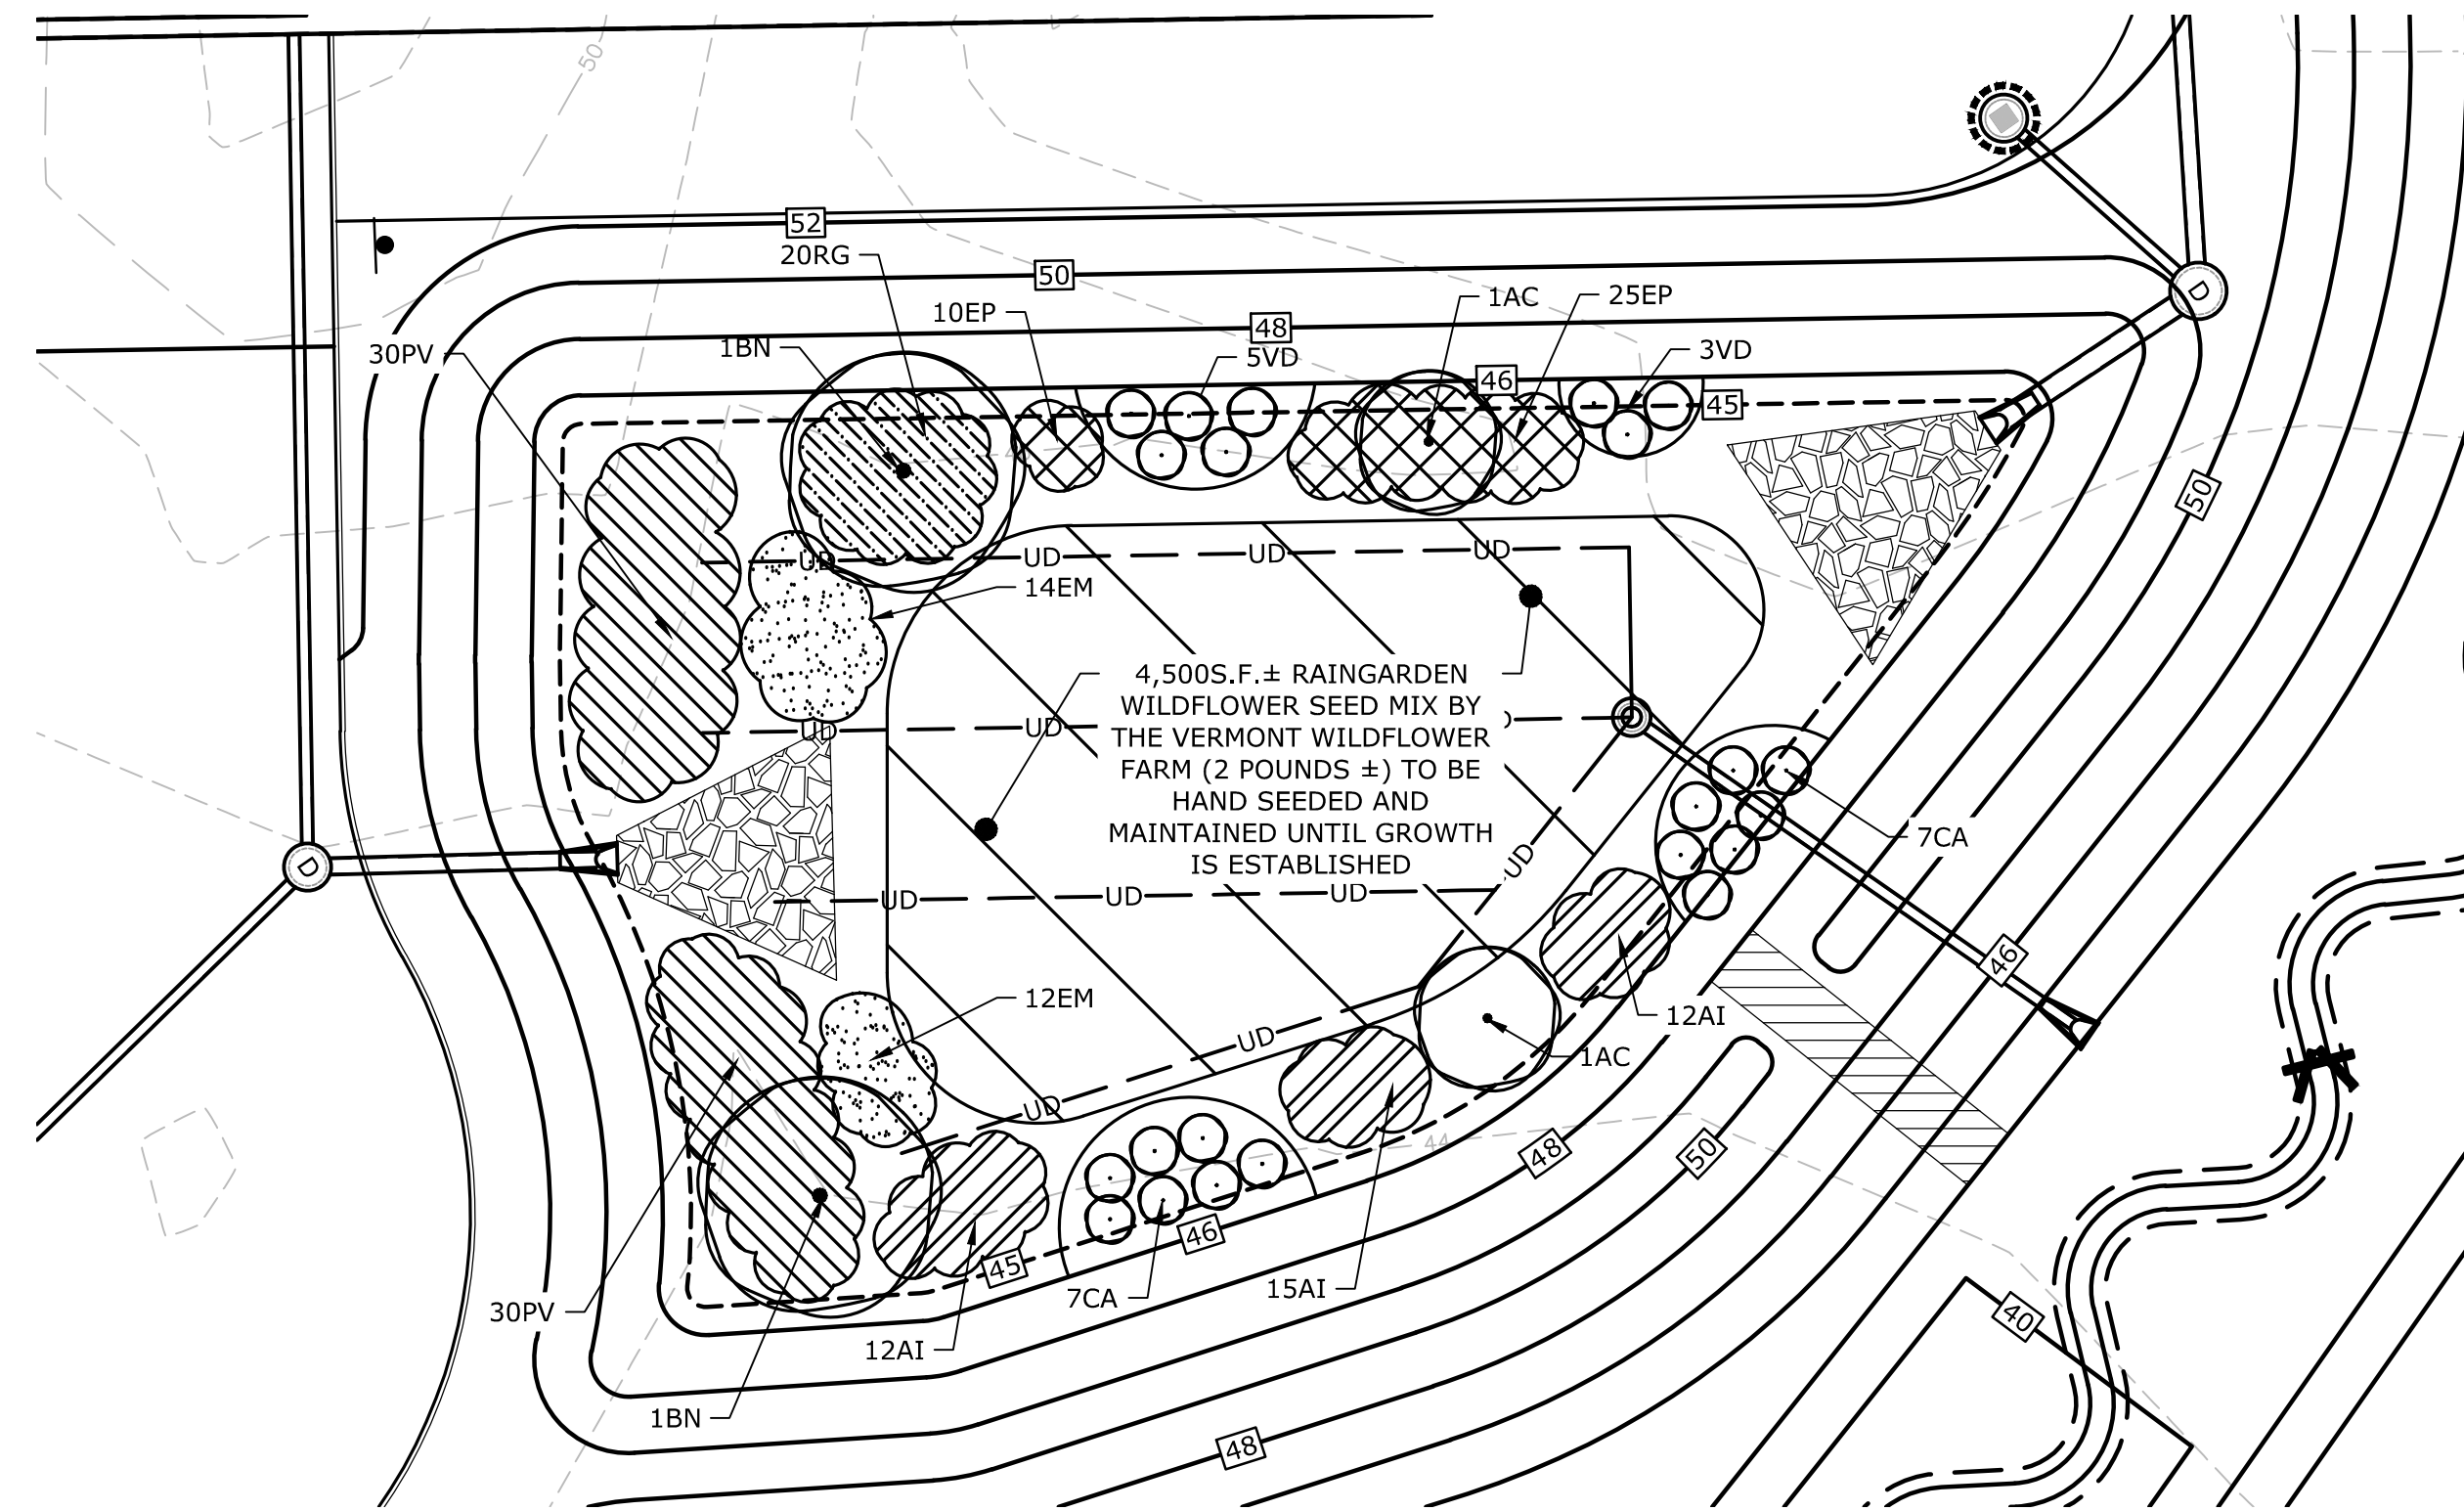 50
52
20RG
50
10EP
1AC
25EP
48
1BN
5VD
3VD
30PV
46
45
50
D
UD
UD
UD
UD
14EM
4,500S.F.± RAINGARDEN
WILDFLOWER SEED MIX BY
THE VERMONT WILDFLOWER
FARM (2 POUNDS ±) TO BE
HAND SEEDED AND
MAINTAINED UNTIL GROWTH
IS ESTABLISHED
UD
UD
7CA
D
UD
UD
UD
UD
46
12EM
12AI
UD
1AC
UD
44
48
50
46
45
15AI
7CA
30PV
12AI
40
1BN
48